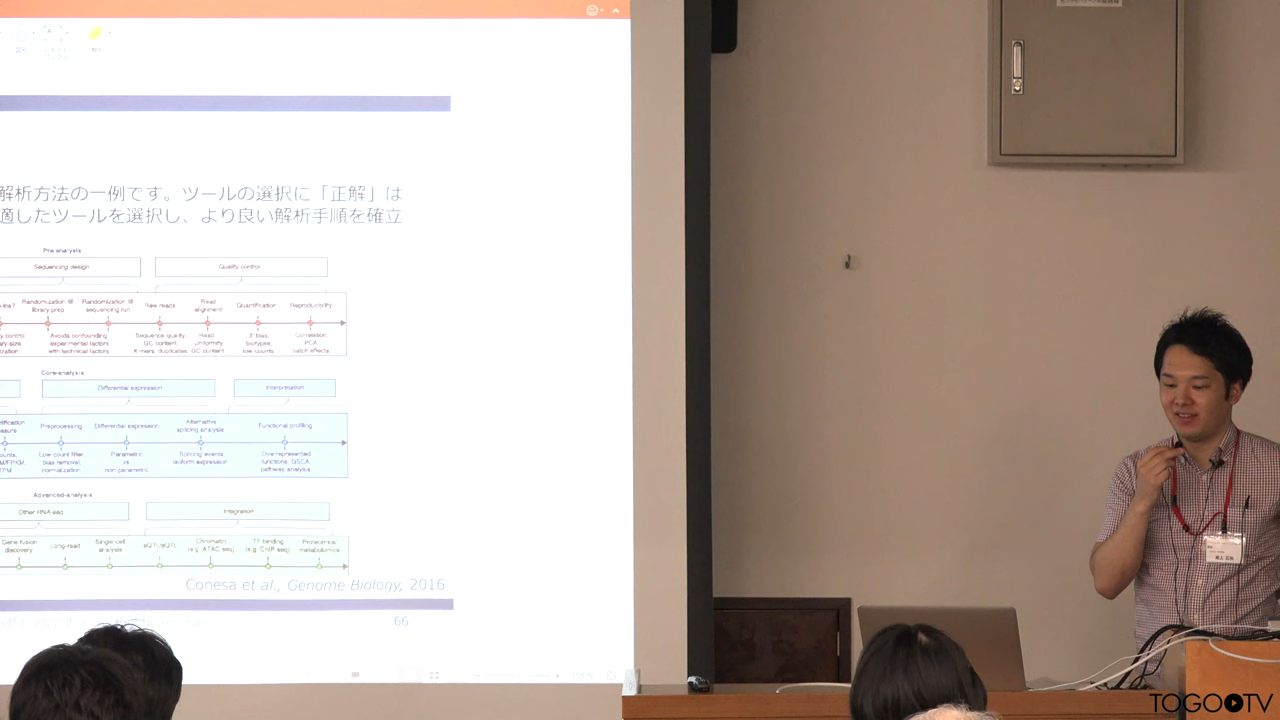 解析方法の一例です。ツールの選択に「正解」は
適したツールを選択し、より良い解析手順を確立
Pre-analysis
Sequencing design
Quality control
Randomization @
library prep
Randomization @
sequencing run
Raw reads
Read
alignment
Quantification
Reproducibility
Avoids confounding
experimental factors
with technical factors
Sequence quality,
GC content,
K-mers, duplicates
Read
uniformity
GC content
3' bias,
biotypes,
low counts
Correlation,
PCA,
batch effects
Core-analysis
Differential expression
Interpretation
Preprocessing
Differential expression
Alternative
splicing analysis
Functional profiling
Low count filter,
bias removal,
normalization
Parametric
vs
non parametric
Splicing events,
isoform expression
Over represented
functions, GSCA,
pathway analysis
Advanced-analysis
Other RNA-seq
Integration
Gene fusion
discovery
Long-read
Single cell
analysis
eQTL/sQTL
Chromatin
(e.g. ATAC seq)
TF binding
(e.g. ChIP seq)
Proteomics/
metabolomics
Conesa et al., Genome Biology, 2016
66
TOGOTV